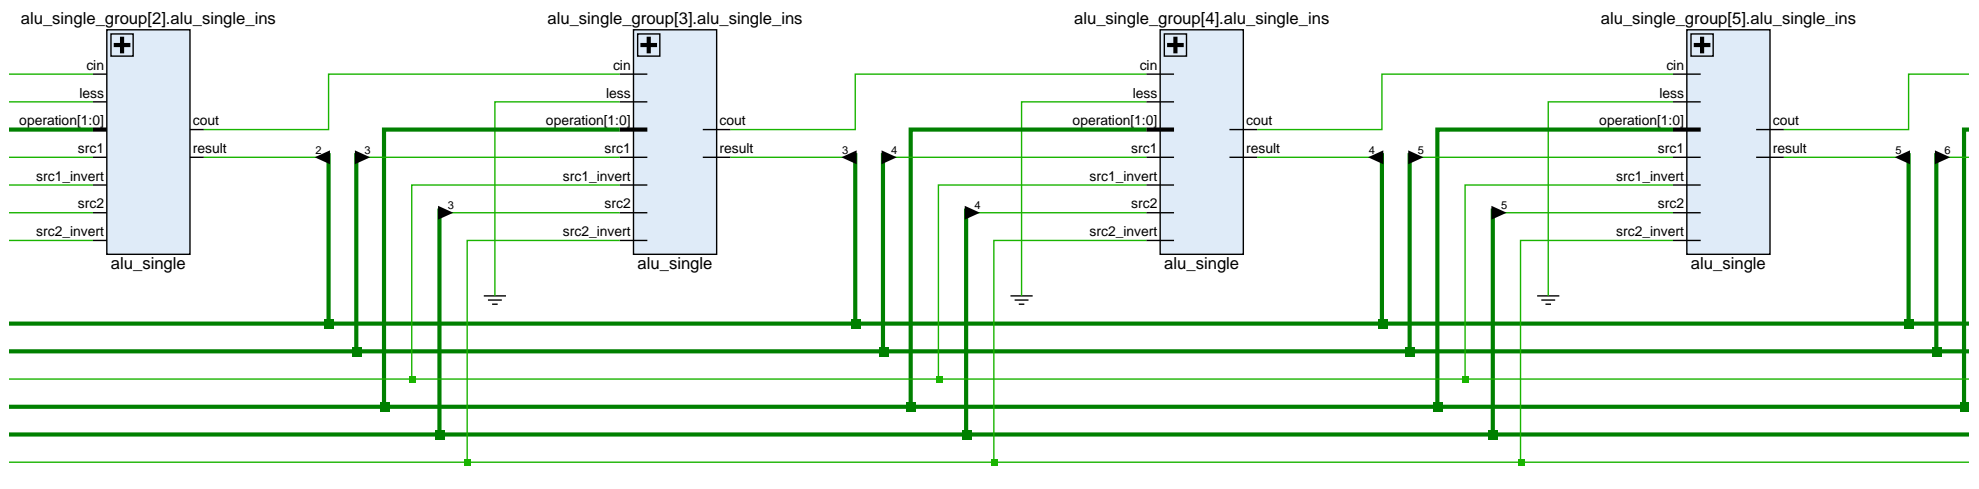 alu_single_group[2].alu_single_ins
cin
less
operation[1:0]
src1
src1_invert
src2
src2_invert
cout
result
alu_single
2
3
3
alu_single_group[3].alu_single_ins
cin
less
operation[1:0]
src1
src1_invert
src2
src2_invert
cout
result
alu_single
3
4
4
alu_single_group[4].alu_single_ins
cin
less
operation[1:0]
src1
src1_invert
src2
src2_invert
cout
result
alu_single
4
5
5
alu_single_group[5].alu_single_ins
cin
less
operation[1:0]
src1
src1_invert
src2
src2_invert
cout
result
alu_single
5
6